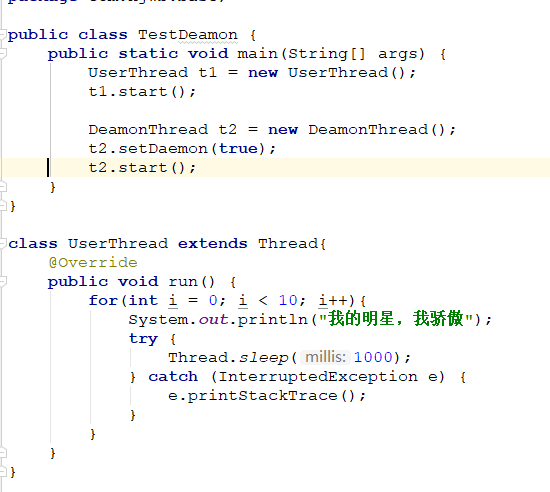 public class TestDeamon {
public static void main(String[] args) {
UserThread t1 = new UserThread();
t1.start();
DeamonThread t2 = new DeamonThread();
t2.setDaemon(true);
t2.start();
}
}
class UserThread extends Thread{
@Override
public void run() {
for(int i = 0; i < 10; i++){
System.out.println("我的明星，我骄傲");
try {
Thread.sleep( millis: 1000);
} catch (InterruptedException e) {
e.printStackTrace();
}
}
}
}